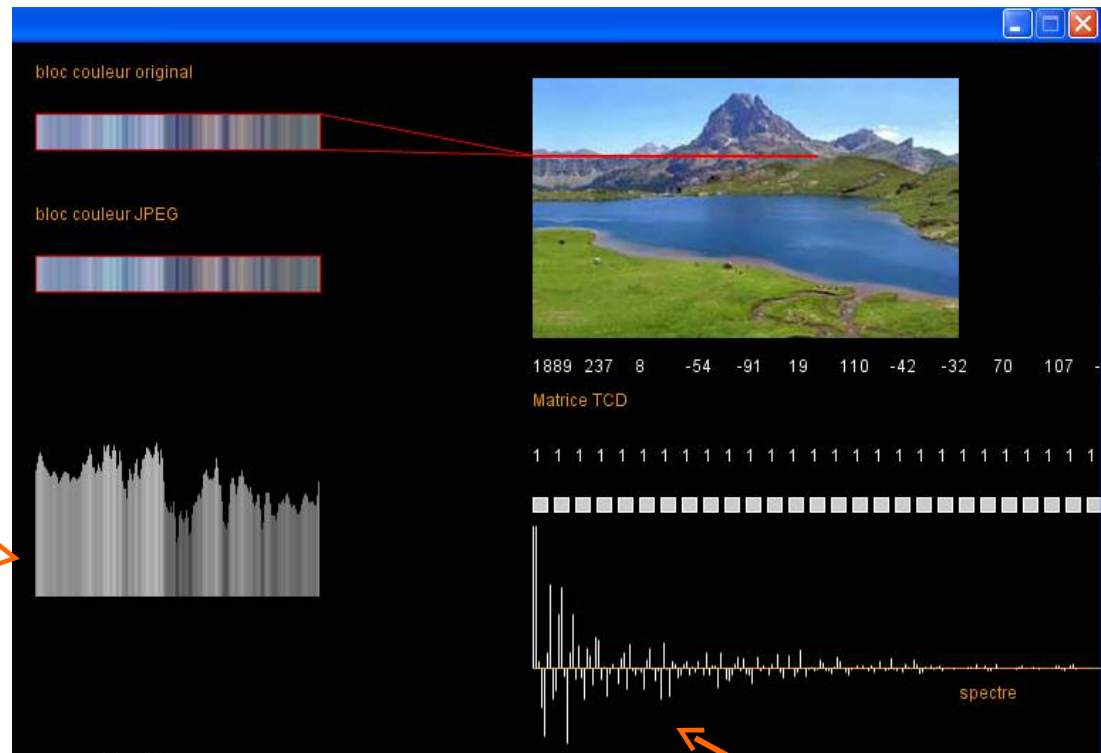 bloc couleur original
bloc couleur JPEG
1889 237 8 -54 -91 19 110 -42 -32 70 107 -
Matrice TCD
1 1 1 1 1 1 1 1 1 1 1 1 1 1 1 1 1 1 1 1 1 1 1 1 1 1 1
spectre